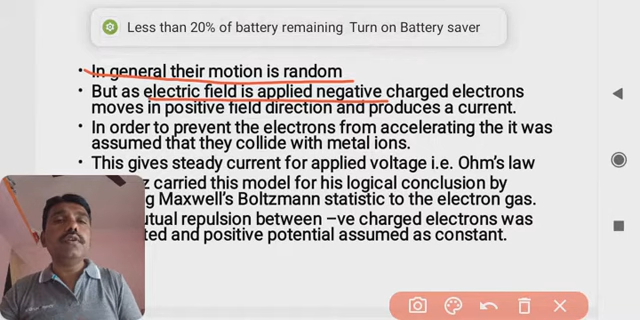 Less than 20% of battery remaining Turn on Battery saver
• In general their motion is random
• But as electric field is applied negative charged electrons
moves in positive field direction and produces a current.
• In order to prevent the electrons from accelerating the it was
assumed that they collide with metal ions.
• This gives steady current for applied voltage i.e. Ohm's law
carried this model for his logical conclusion by
Maxwell's Boltzmann statistic to the electron gas.
repulsion between –ve charged electrons was
and positive potential assumed as constant.